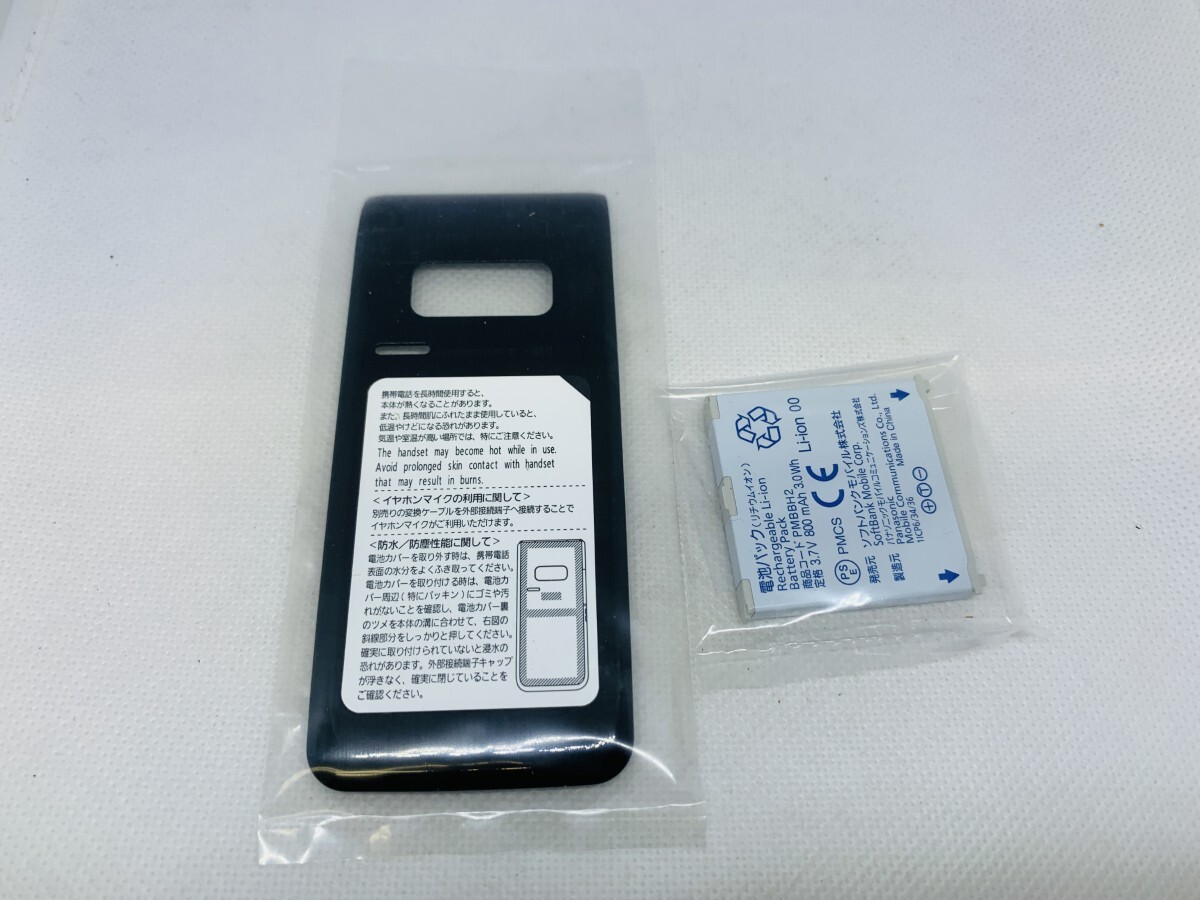 携帯電話を長時間使用すると、
本体が熱くなることがあります。
また、長時間肌にふれたまま使用していると、
低温やけどになる恐れがあります。
気温や室温が高い場所では、特にご注意ください。
The handset may become hot while in use.
Avoid prolonged skin contact with handset
that may result in burns.
＜イヤホンマイクの利用に関して＞
別売りの変換ケーブルを外部接続端子へ接続することで
イヤホンマイクがご利用いただけます。
＜防水／防塵性能に関して＞
電池カバーを取り外す時は、携帯電話
表面の水分をよくふき取ってください。
電池カバーを取り付ける時は、電池カ
バー周辺(特にパッキン)にゴミや汚
れがないことを確認し、電池カバー裏
のツメを本体の溝に合わせて、右図の
斜線部分をしっかりと押してください。
確実に取り付けられていないと浸水の
恐れがあります。外部接続端子キャップ
が浮きなく、確実に閉じていることを
ご確認ください。
電池パック(リチウムイオン)
Rechargeable Li-ion
Battery Pack
商品コード PMBBH2
定格 3.7V 800 mAh 3.0Wh
Li-ion 00
PS
E
PMCS
CE
発売元 ソフトバンクモバイル株式会社
SoftBank Mobile Corp.
製造元 パナソニックモバイルコミュニケーションズ株式会社
Panasonic Communications Co., Ltd.
Mobile
Made in China
1ICP6/34/36
⊕Ⓣ⊖